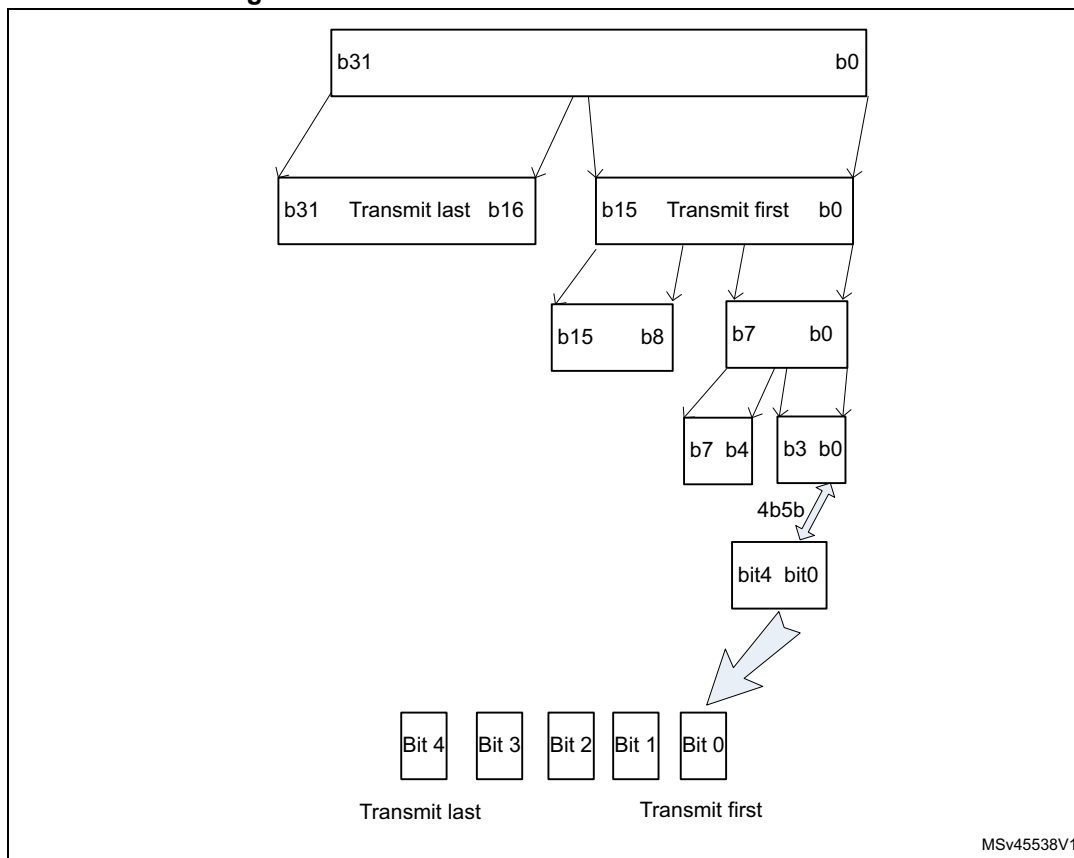 b31 b0
b31 Transmit last b16 b15 Transmit first b0
b15 b8 b7 b0
b7 b4 b3 b0
4b5b
bit4 bit0
Bit 4 Bit 3 Bit 2 Bit 1 Bit 0
Transmit last Transmit first
MSv45538V1